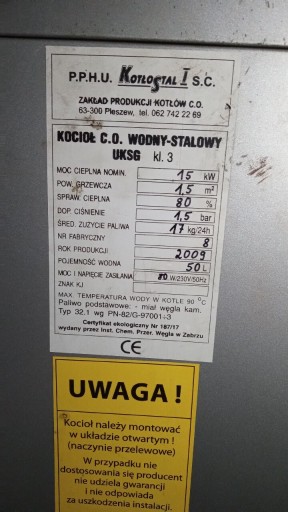 P.P.H.U. KOTŁOSTAL I S.C.
ZAKŁAD PRODUKCJI KOTŁÓW C.O.
63-300 Pleszew, tel. 062 742 22 69
KOCIOŁ C.O. WODNY-STALOWY
UKSG kl. 3
MOC CIEPLNA NOMIN. 15 kW
POW. GRZEWCZA 1,5 m²
SPRAW. CIEPLNA 80 %
DOP. CIŚNIENIE 1,5 bar
ŚRED. ZUŻYCIE PALIWA 17 kg/24h
NR FABRYCZNY 8
ROK PRODUKCJI 2009
POJEMNOŚĆ WODNA 50 L
MOC I NAPIĘCIE ZASILANIA W/230V/50Hz
ZNAK KJ
MAX. TEMPERATURA WODY W KOTLE 90 °C
Paliwo podstawowe: - miał węgla kam.
Typ 32.1 wg PN-82/G-97001÷3
Certyfikat ekologiczny Nr 167/17
wydany przez Inst. Chem. Przer. Węgla w Zabrzu
CE
UWAGA !
Kocioł należy montować
w układzie otwartym !
(naczynie przelewowe)
W przypadku nie
dostosowania się producent
nie udziela gwarancji
i nie odpowiada
za uszkodzenia instalacji.